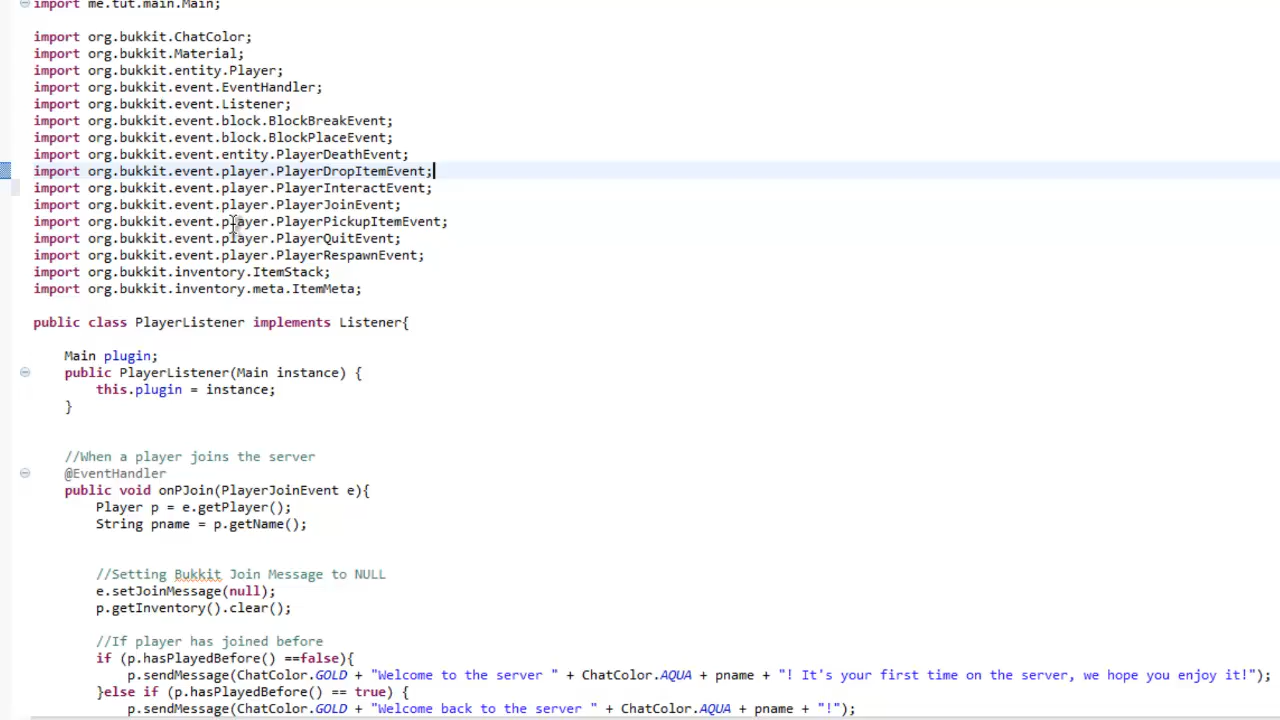 import me.tut.main.Main;
import org.bukkit.ChatColor;
import org.bukkit.Material;
import org.bukkit.entity.Player;
import org.bukkit.event.EventHandler;
import org.bukkit.event.Listener;
import org.bukkit.event.block.BlockBreakEvent;
import org.bukkit.event.block.BlockPlaceEvent;
import org.bukkit.event.entity.PlayerDeathEvent;
import org.bukkit.event.player.PlayerDropItemEvent;
import org.bukkit.event.player.PlayerInteractEvent;
import org.bukkit.event.player.PlayerJoinEvent;
import org.bukkit.event.player.PlayerPickupItemEvent;
import org.bukkit.event.player.PlayerQuitEvent;
import org.bukkit.event.player.PlayerRespawnEvent;
import org.bukkit.inventory.ItemStack;
import org.bukkit.inventory.meta.ItemMeta;
public class PlayerListener implements Listener{
Main plugin;
public PlayerListener(Main instance) {
this.plugin = instance;
}
//When a player joins the server
@EventHandler
public void onPJoin(PlayerJoinEvent e){
Player p = e.getPlayer();
String pname = p.getName();
//Setting Bukkit Join Message to NULL
e.setJoinMessage(null);
p.getInventory().clear();
//If player has joined before
if (p.hasPlayedBefore() ==false){
p.sendMessage(ChatColor.GOLD + "Welcome to the server " + ChatColor.AQUA + pname + "! It's your first time on the server, we hope you enjoy it!");
}else if (p.hasPlayedBefore() == true) {
p.sendMessage(ChatColor.GOLD + "Welcome back to the server " + ChatColor.AQUA + pname + "!");